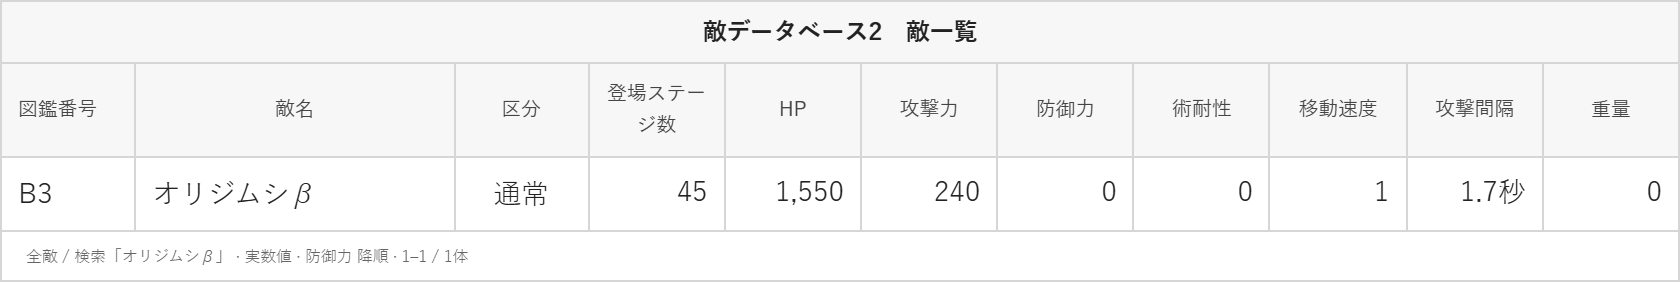 敵データベース2　敵一覧
図鑑番号 敵名 区分 登場ステージ数 HP 攻撃力 防御力 術耐性 移動速度 攻撃間隔 重量
B3 オリジムシβ 通常 45 1,550 240 0 0 1 1.7秒 0
全敵 / 検索「オリジムシβ」 · 実数値 · 防御力 降順 · 1–1 / 1体